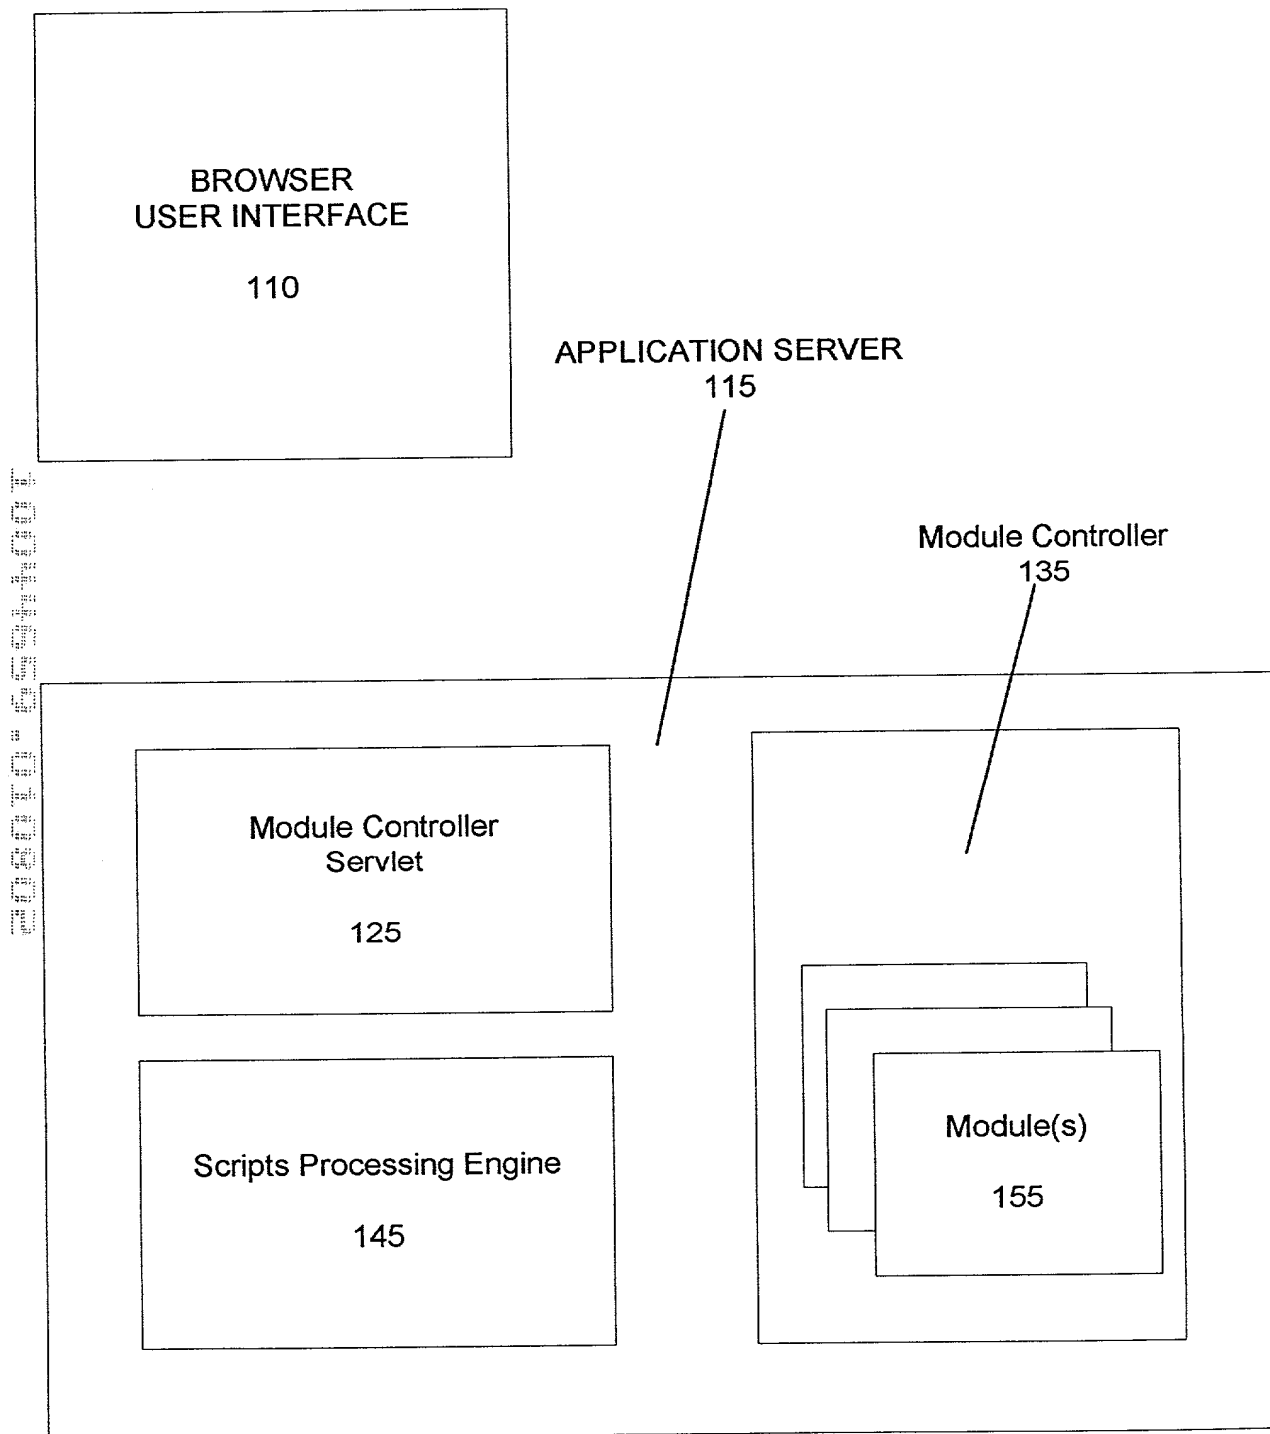 BROWSER
USER INTERFACE
110
APPLICATION SERVER
115
Module Controller
135
Module Controller
Servlet
125
Scripts Processing Engine
145
Module(s)
155